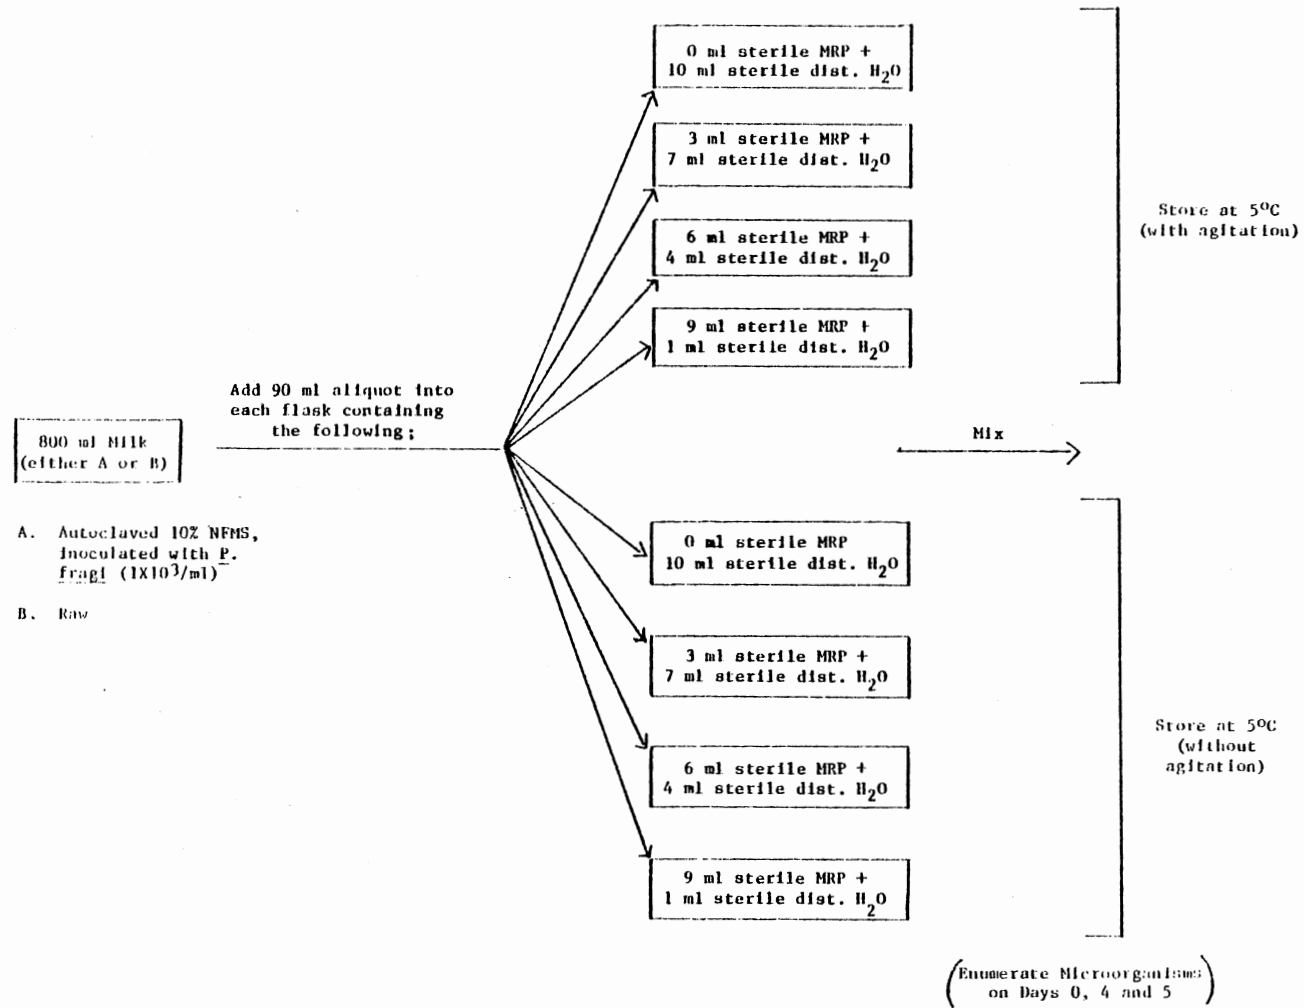 0 ml sterile MRP +
10 ml sterile dist. H2O
3 ml sterile MRP +
7 ml sterile dist. H2O
6 ml sterile MRP +
4 ml sterile dist. H2O
9 ml sterile MRP +
1 ml sterile dist. H2O
Store at 5°C
(with agitation)
Add 90 ml aliquot into
each flask containing
the following;
800 ml Milk
(either A or B)
Mix
A. Autoclaved 10% NFMS,
inoculated with P.
fragi (1X10³/ml)
B. Raw
0 ml sterile MRP
10 ml sterile dist. H2O
3 ml sterile MRP +
7 ml sterile dist. H2O
6 ml sterile MRP +
4 ml sterile dist. H2O
9 ml sterile MRP +
1 ml sterile dist. H2O
Store at 5°C
(without
agitation)
(Enumerate Microorganisms
on Days 0, 4 and 5)